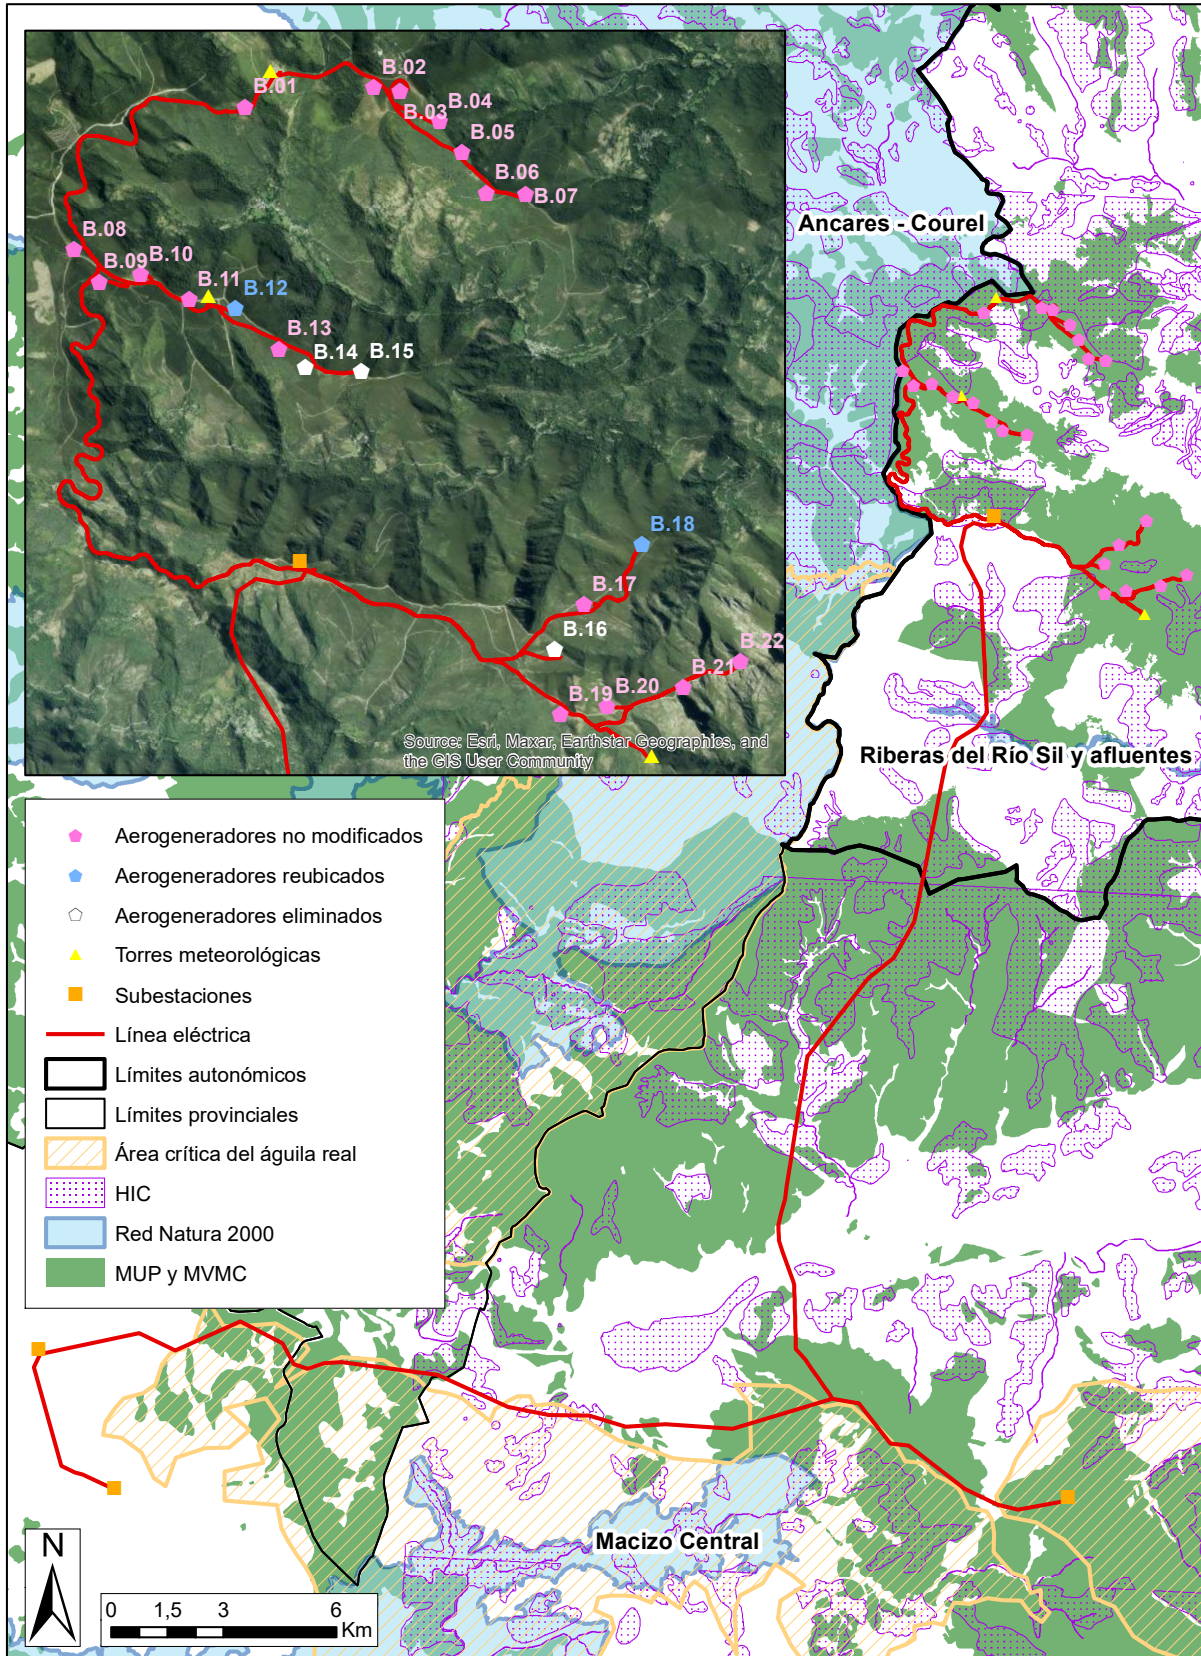 B.01
B.02
B.03
B.04
B.05
B.06
B.07
B.08
B.09
B.10
B.11
B.12
B.13
B.14
B.15
B.16
B.17
B.18
B.19
B.20
B.21
B.22
Source: Esri, Maxar, Earthstar Geographics, and
the GIS User Community
Ancares - Courel
Riberas del Río Sil y afluentes
Aerogeneradores no modificados
Aerogeneradores reubicados
Aerogeneradores eliminados
Torres meteorológicas
Subestaciones
Línea eléctrica
Límites autonómicos
Límites provinciales
Área crítica del águila real
HIC
Red Natura 2000
MUP y MVMC
Macizo Central
N
0 1,5 3 6
Km